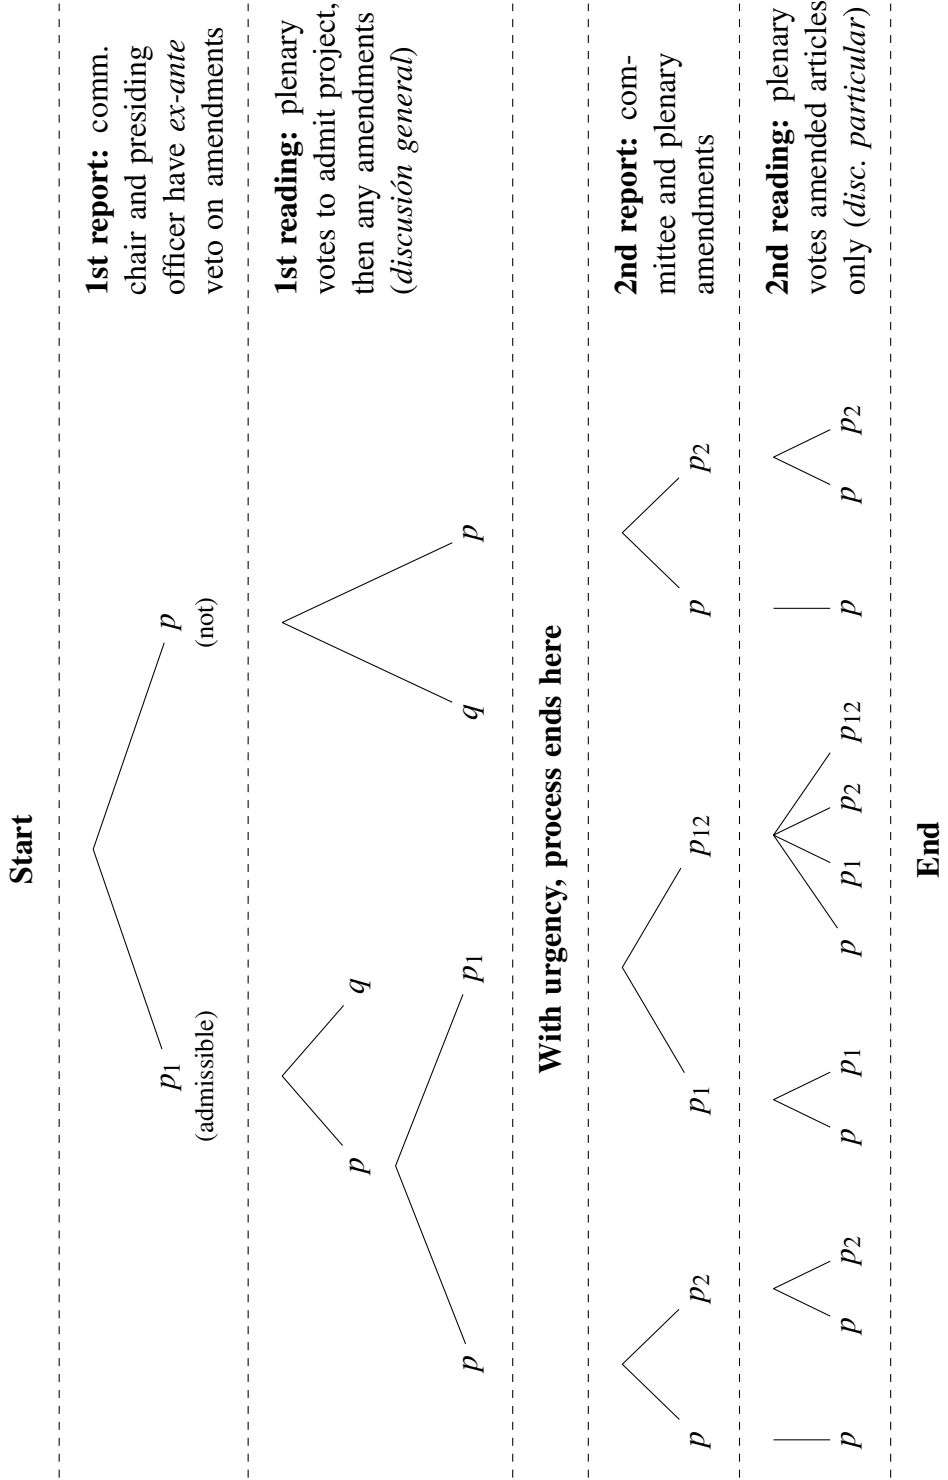 Start
1st report: comm.
chair and presiding
officer have ex-ante
veto on amendments
p1
p
(admissible)
(not)
1st reading: plenary
votes to admit project,
then any amendments
(discusión general)
p
q
p
p1
q
p
With urgency, process ends here
2nd report: com-
mittee and plenary
amendments
p
p2
p1
p12
p
p2
2nd reading: plenary
votes amended articles
only (disc. particular)
p
p
p2
p
p1
p
p1
p2
p12
p
p
p2
End